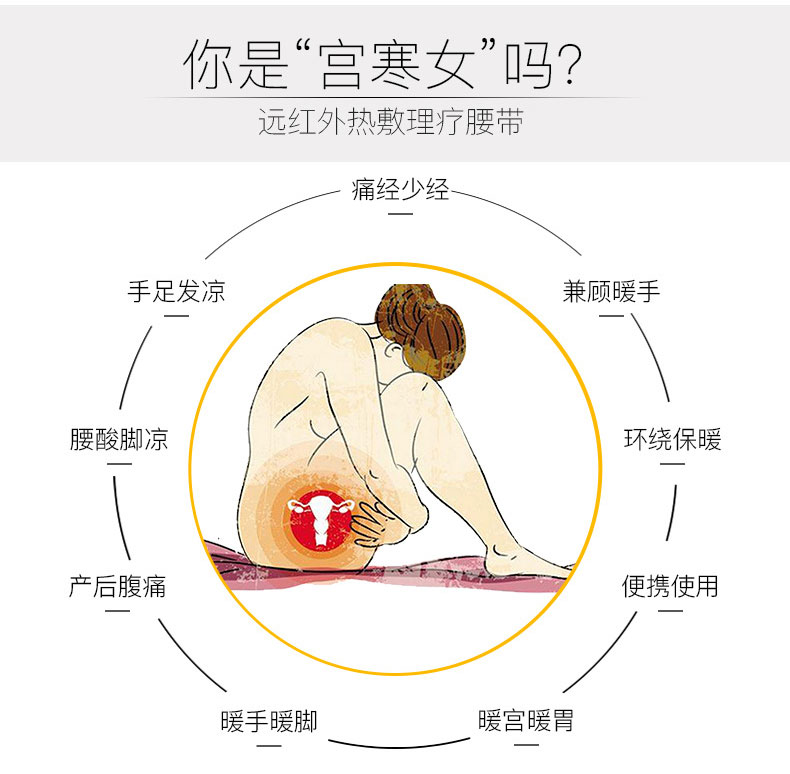 你是“宫寒女”吗?
远红外热敷理疗腰带
痛经少经
手足发凉
兼顾暖手
腰酸脚凉
环绕保暖
产后腹痛
便携使用
暖手暖脚
暖宫暖胃